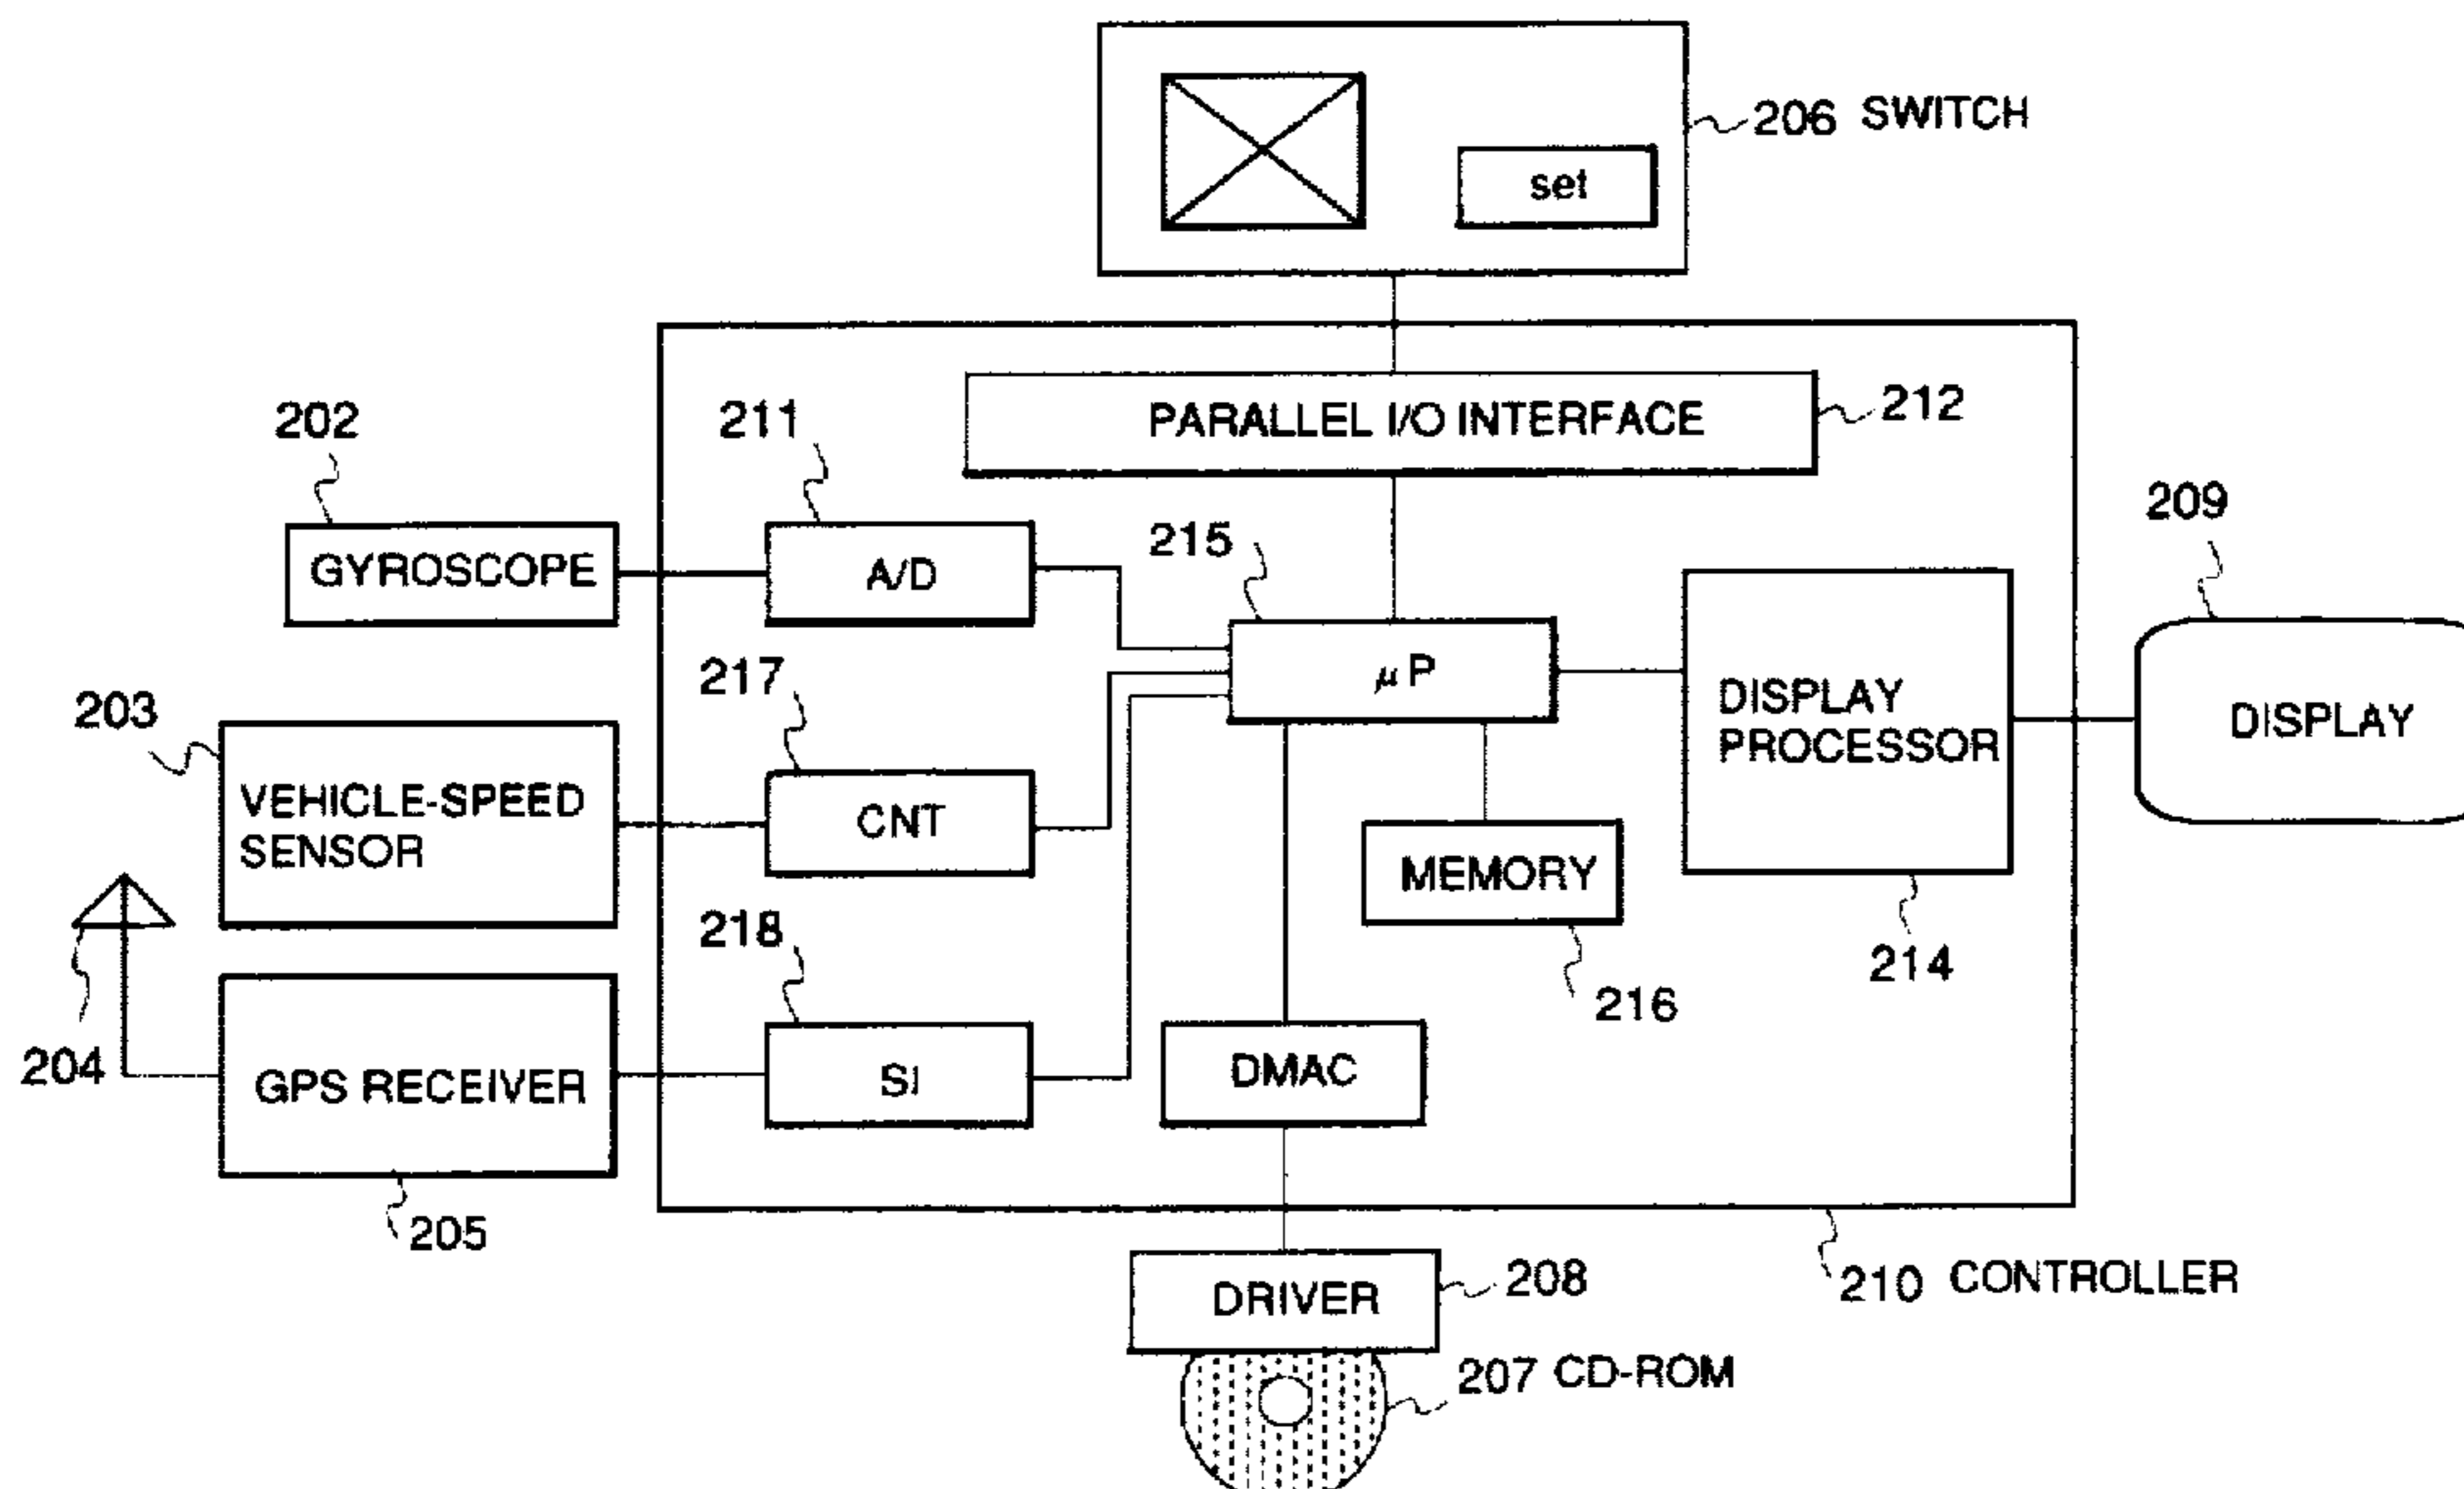 206 SWITCH
set
PARALLEL I/O INTERFACE
212
202
211
GYROSCOPE
A/D
215
209
μP
217
203
DISPLAY
PROCESSOR
DISPLAY
VEHICLE-SPEED
SENSOR
CNT
MEMORY
218
214
216
204
GPS RECEIVER
SI
DMAC
205
210 CONTROLLER
DRIVER
208
207 CD-ROM